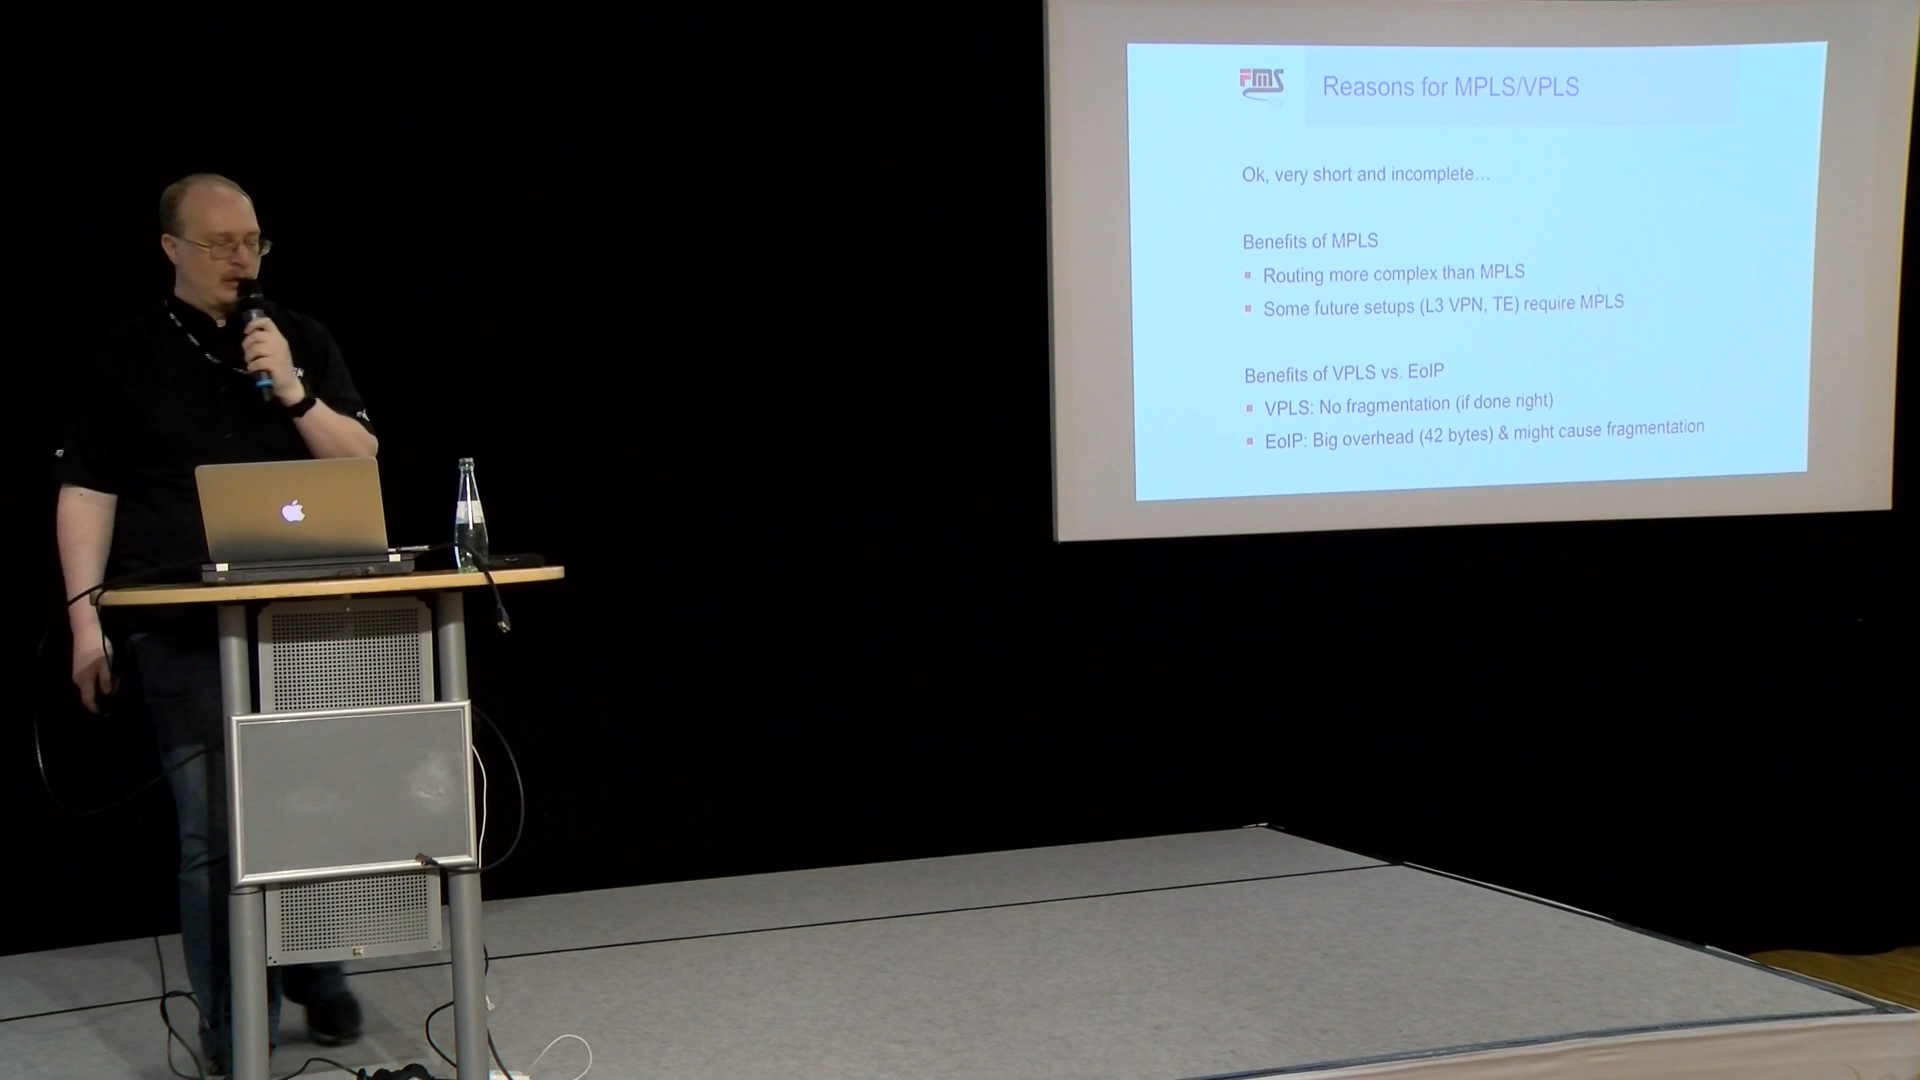 FMS
Reasons for MPLS/VPLS
Ok, very short and incomplete…
Benefits of MPLS
Routing more complex than MPLS
Some future setups (L3 VPN, TE) require MPLS
Benefits of VPLS vs. EoIP
VPLS: No fragmentation (if done right)
EoIP: Big overhead (42 bytes) & might cause fragmentation